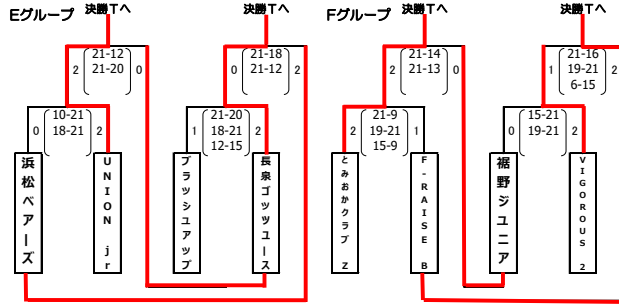 Eグループ 決勝Tへ 決勝Tへ Fグループ 決勝Tへ 決勝Tへ
21-12 21-18 21-14 21-16
2 21-20 0 0 21-12 2 2 21-13 0 1 19-21 2
6-15
10-21 21-20 21-9 15-21
0 18-21 2 1 18-21 2 2 19-21 1 0 19-21 2
12-15 15-9
浜松ベアーズ
UNION jr
ブラッシュアップ
長泉ゴッツユース
とみおかクラブ Z
F-RAISE B
裾野ジュニア
VIGOROUS 2